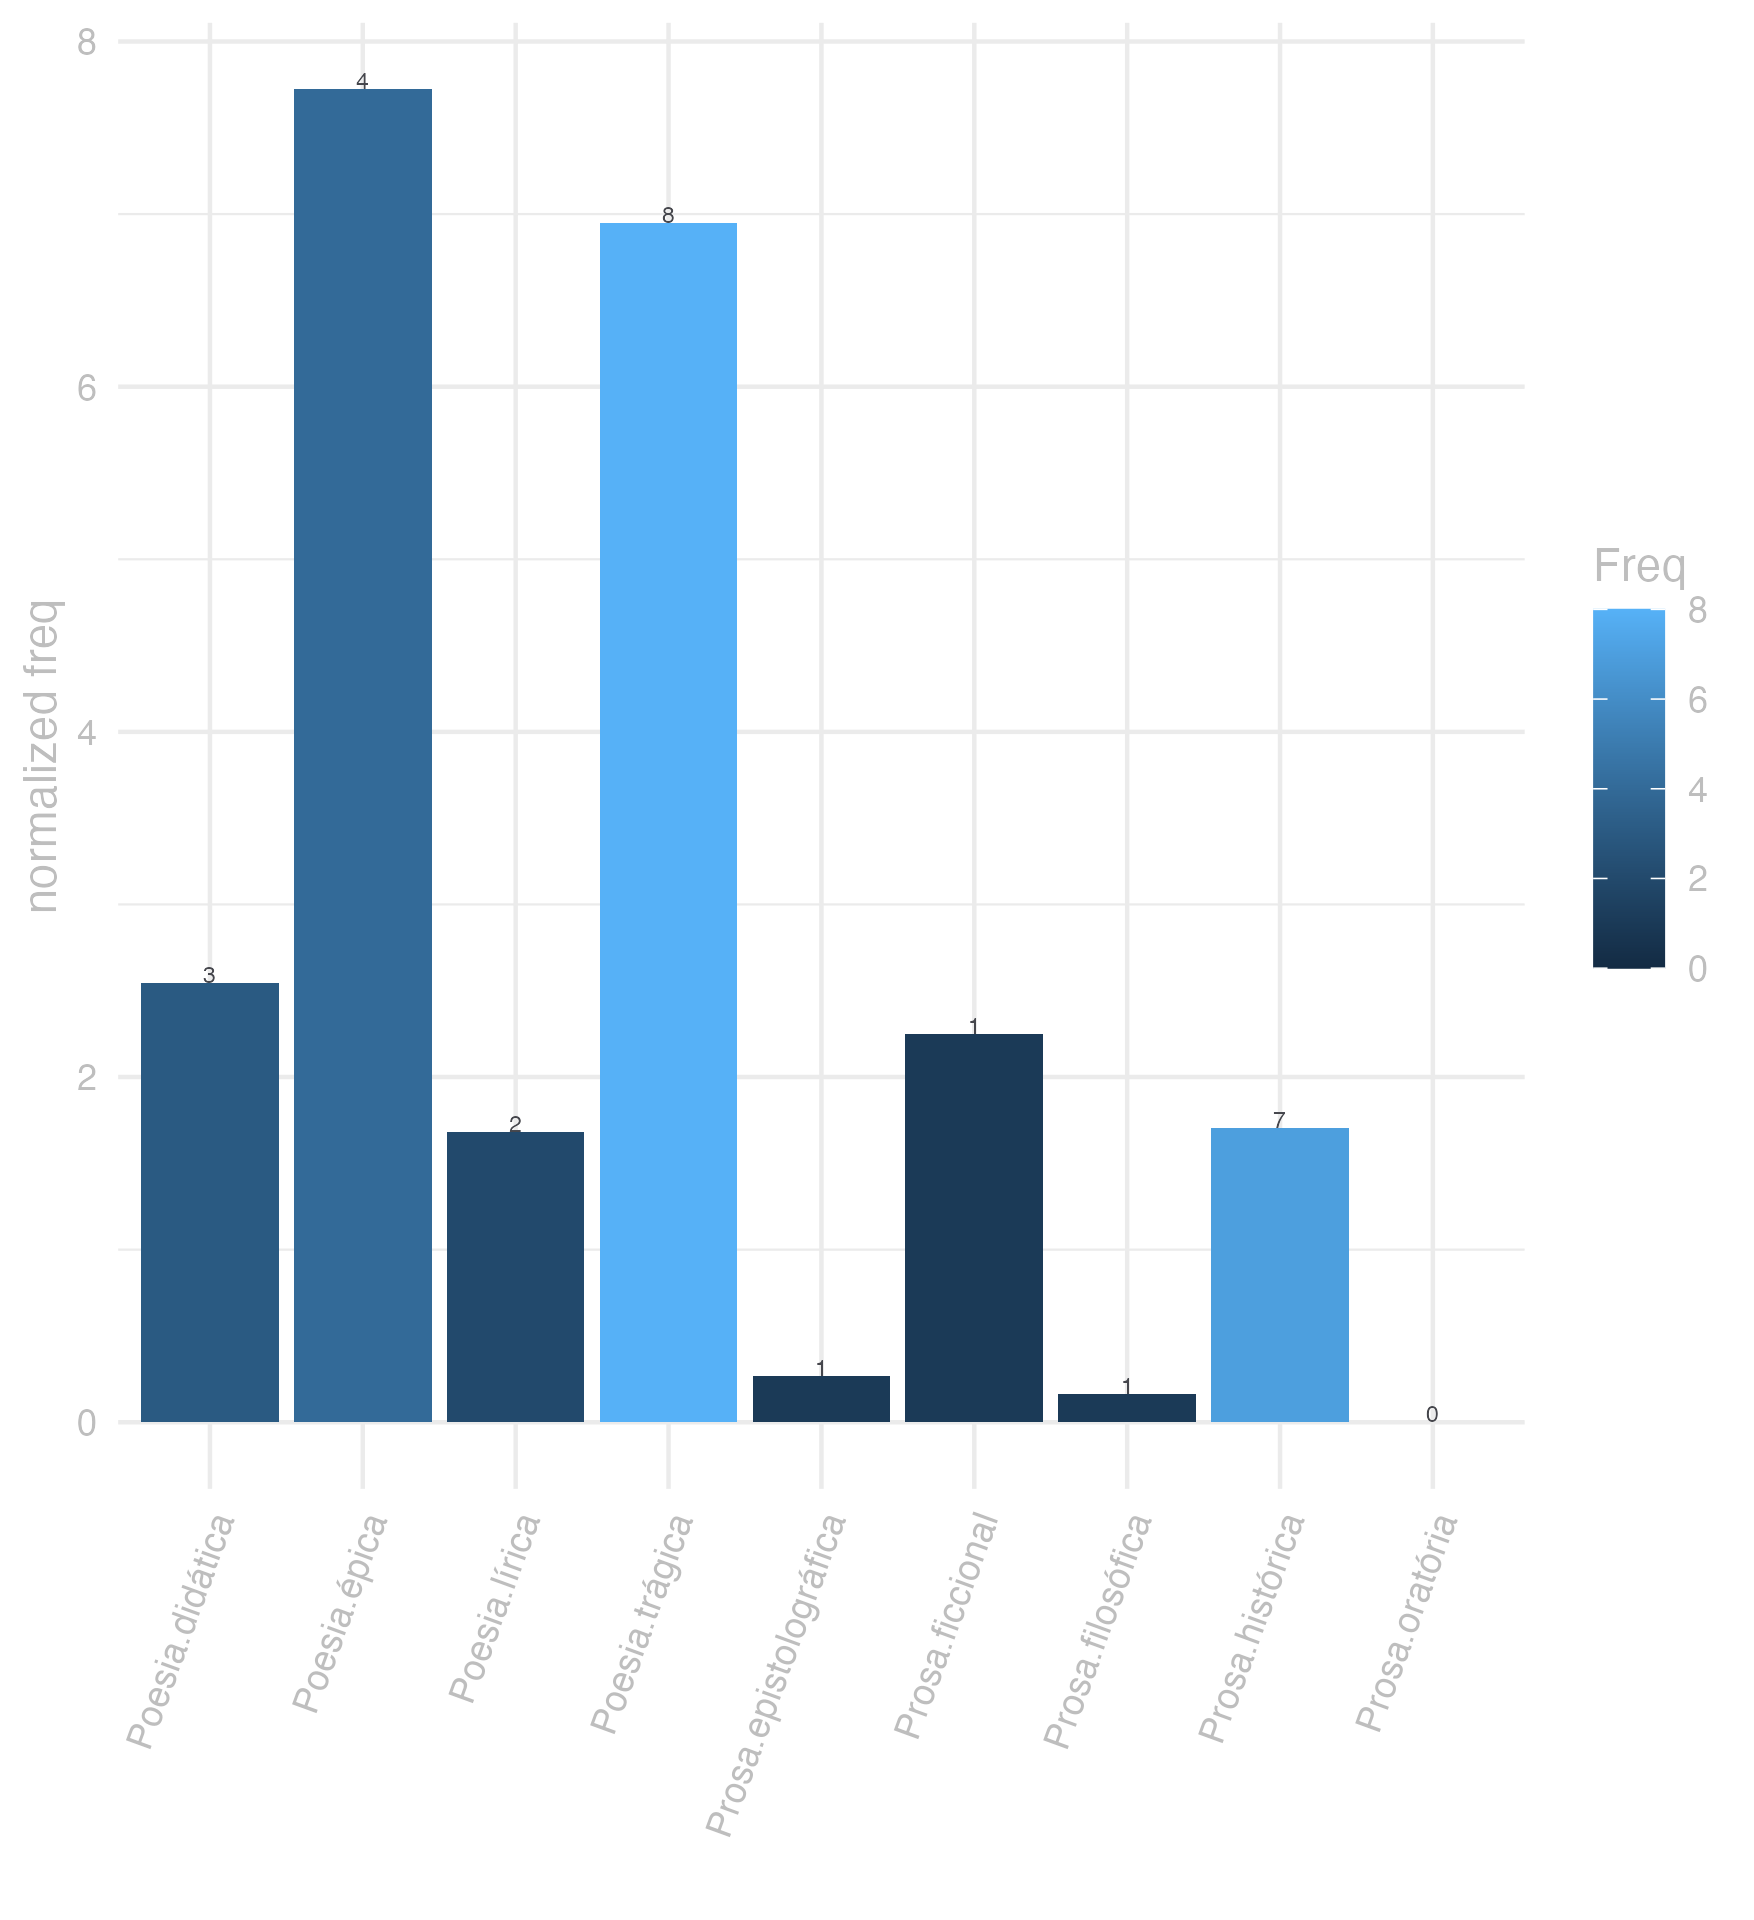 8
6
4
2
0
normalized freq
3
4
2
8
1
1
1
7
0
Poesia.didática
Poesia.épica
Poesia.lírica
Poesia.trágica
Prosa.epistolográfica
Prosa.ficcional
Prosa.filosófica
Prosa.histórica
Prosa.oratória
Freq
8
6
4
2
0